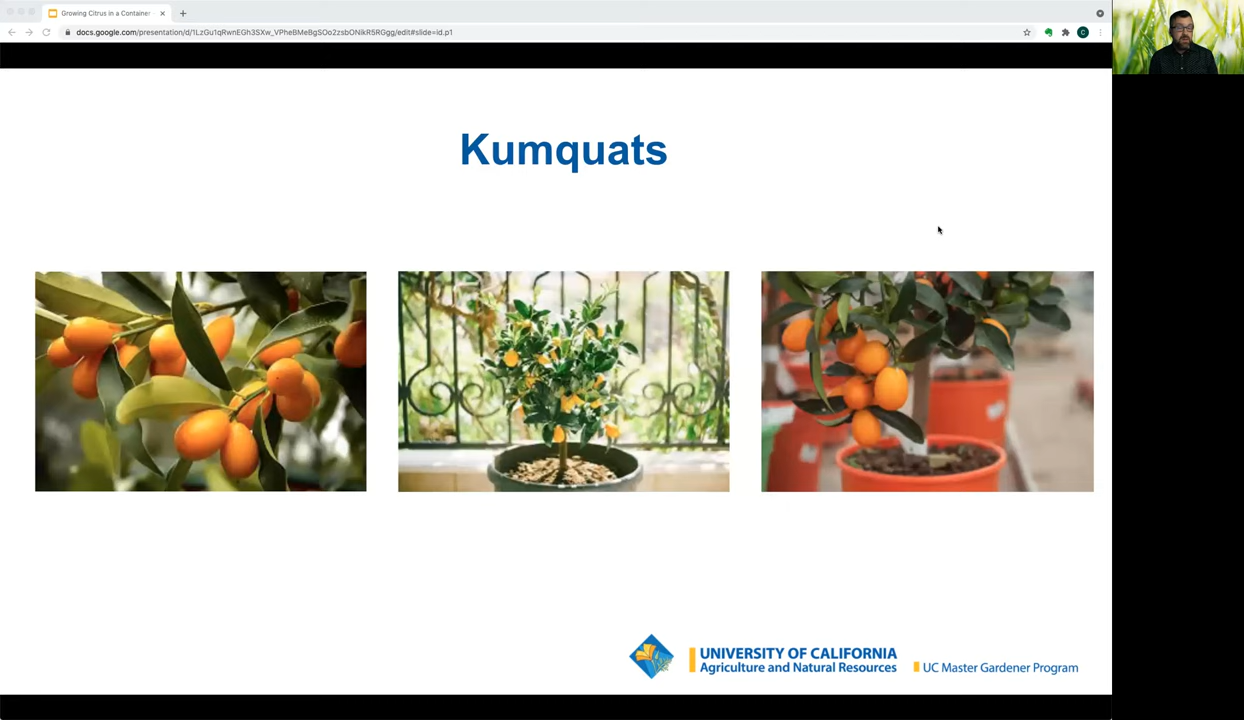 Growing Citrus in a Container
docs.google.com/presentation/d/1LzGu1qRwnEGh3SXw_VPheBMeBgSOo2zsbONikR5RGgg/edit#slide=id.p1
C
Kumquats
UNIVERSITY OF CALIFORNIA
Agriculture and Natural Resources
UC Master Gardener Program